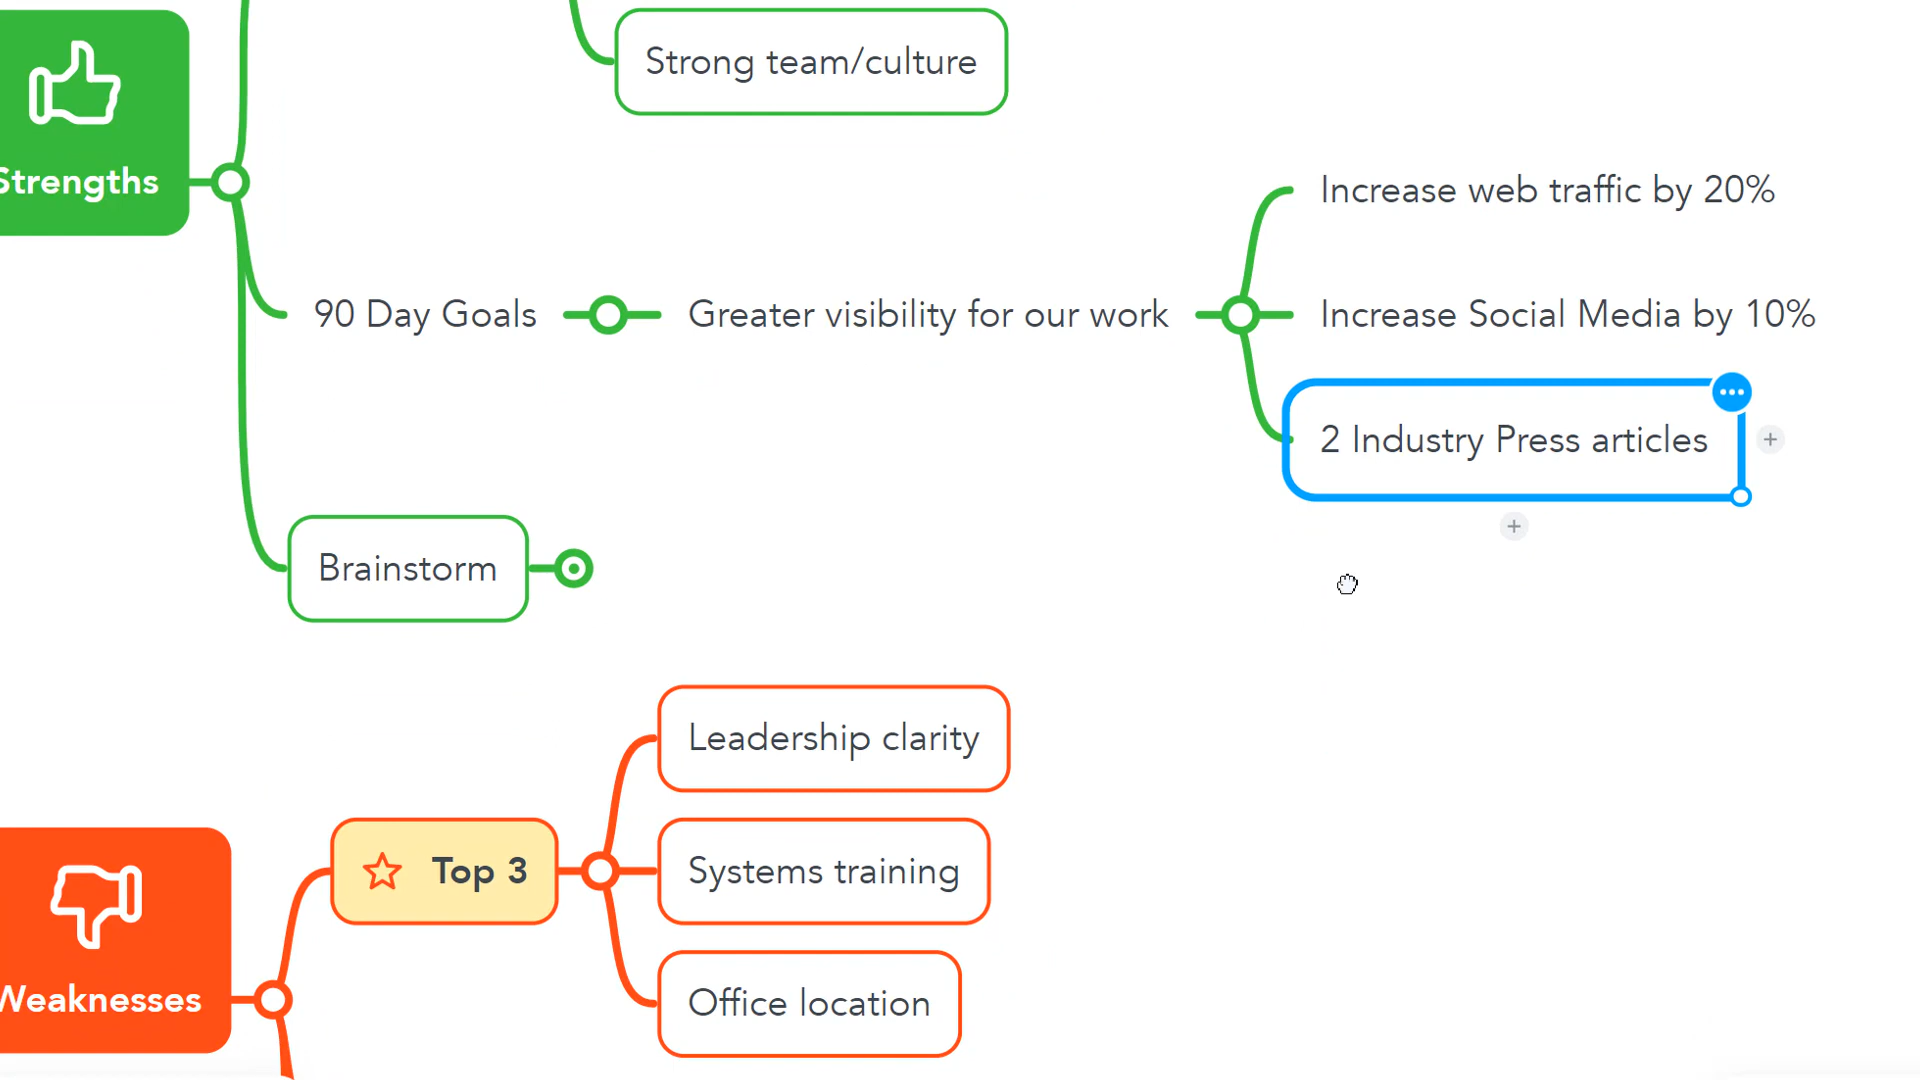 Strong team/culture
Strengths
Increase web traffic by 20%
90 Day Goals
Greater visibility for our work
Increase Social Media by 10%
2 Industry Press articles
Brainstorm
Leadership clarity
Top 3
Systems training
Weaknesses
Office location